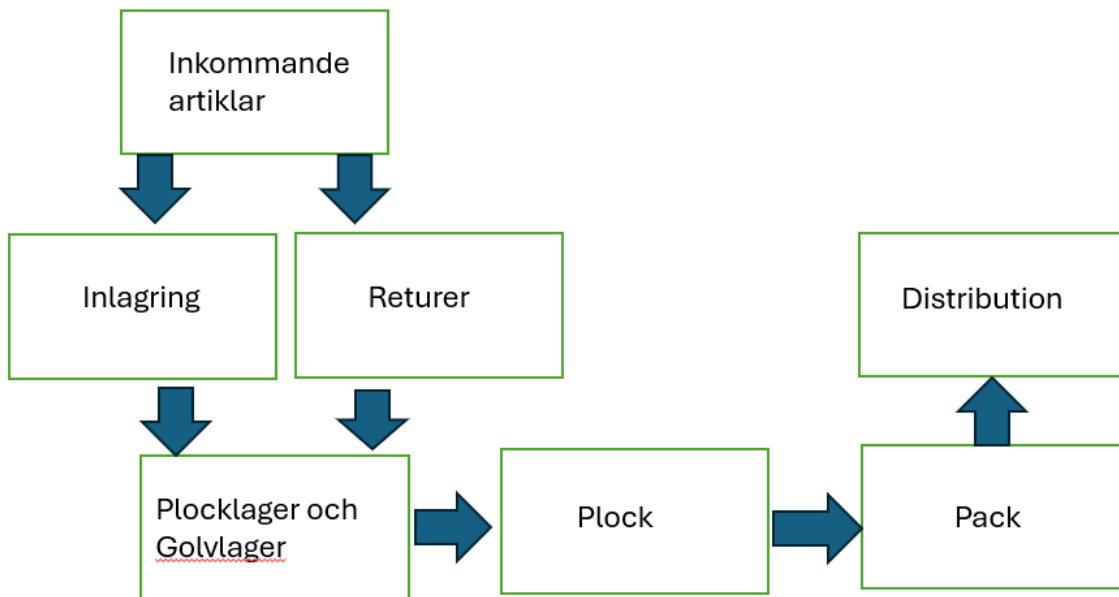 Inkommande
artiklar
Inlagring
Returer
Distribution
Plocklager och
Golvlager
Plock
Pack